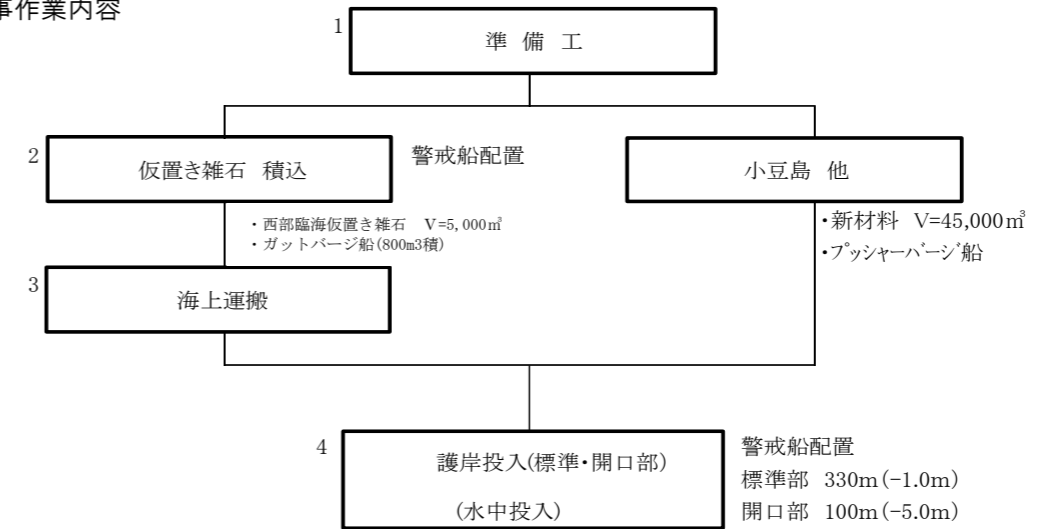 事作業内容
1
準 備 工
2
仮置き雑石 積込
警戒船配置
小豆島 他
・西部臨海仮置き雑石 V=5,000㎥
・ガットバージ船(800m3積)
・新材料 V=45,000㎥
・プッシャーバージ船
3
海上運搬
4
護岸投入(標準・開口部)
(水中投入)
警戒船配置
標準部 330m(-1.0m)
開口部 100m(-5.0m)